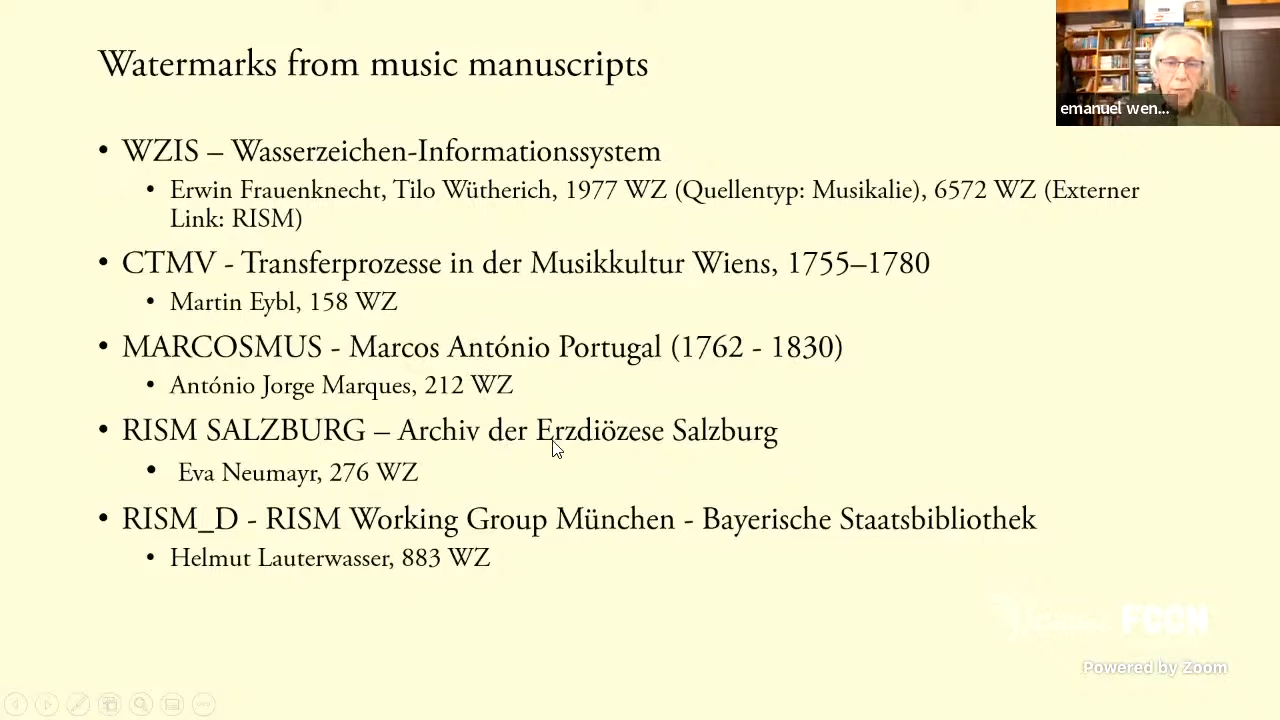 Watermarks from music manuscripts
emanuel wen...
• WZIS – Wasserzeichen-Informationssystem
• Erwin Frauenknecht, Tilo Wütherich, 1977 WZ (Quellentyp: Musikalie), 6572 WZ (Externer
Link: RISM)
• CTMV - Transferprozesse in der Musikkultur Wiens, 1755–1780
• Martin Eybl, 158 WZ
• MARCOSMUS - Marcos António Portugal (1762 - 1830)
• António Jorge Marques, 212 WZ
• RISM SALZBURG – Archiv der Erzdiözese Salzburg
• Eva Neumayr, 276 WZ
• RISM_D - RISM Working Group München - Bayerische Staatsbibliothek
• Helmut Lauterwasser, 883 WZ
FCCN
Powered by Zoom